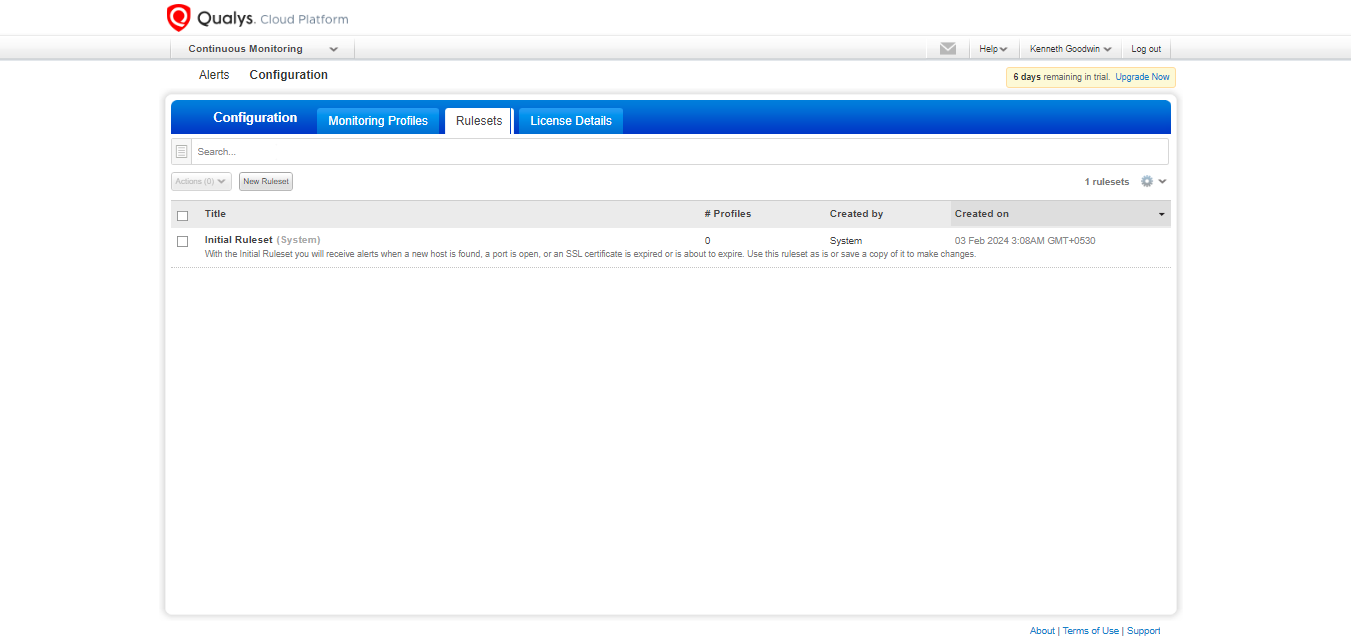 Qualys. Cloud Platform
Continuous Monitoring
Help
Kenneth Goodwin
Log out
Alerts
Configuration
6 days remaining in trial. Upgrade Now
Configuration
Monitoring Profiles
Rulesets
License Details
Search...
Actions (0)
New Ruleset
1 rulesets
Title
# Profiles
Created by
Created on
Initial Ruleset (System)
0
System
03 Feb 2024 3:08AM GMT+0530
With the Initial Ruleset you will receive alerts when a new host is found, a port is open, or an SSL certificate is expired or is about to expire. Use this ruleset as is or save a copy of it to make changes.
About | Terms of Use | Support